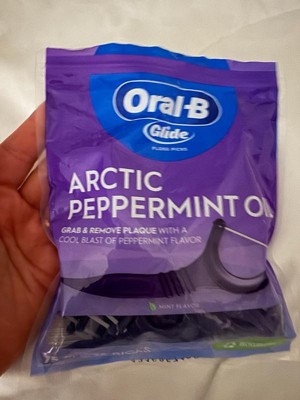 Oral-B
Glide
FLOSS PICKS
ARCTIC
PEPPERMINT OIL
GRAB & REMOVE PLAQUE WITH A
COOL BLAST OF PEPPERMINT FLAVOR
MINT FLAVOR